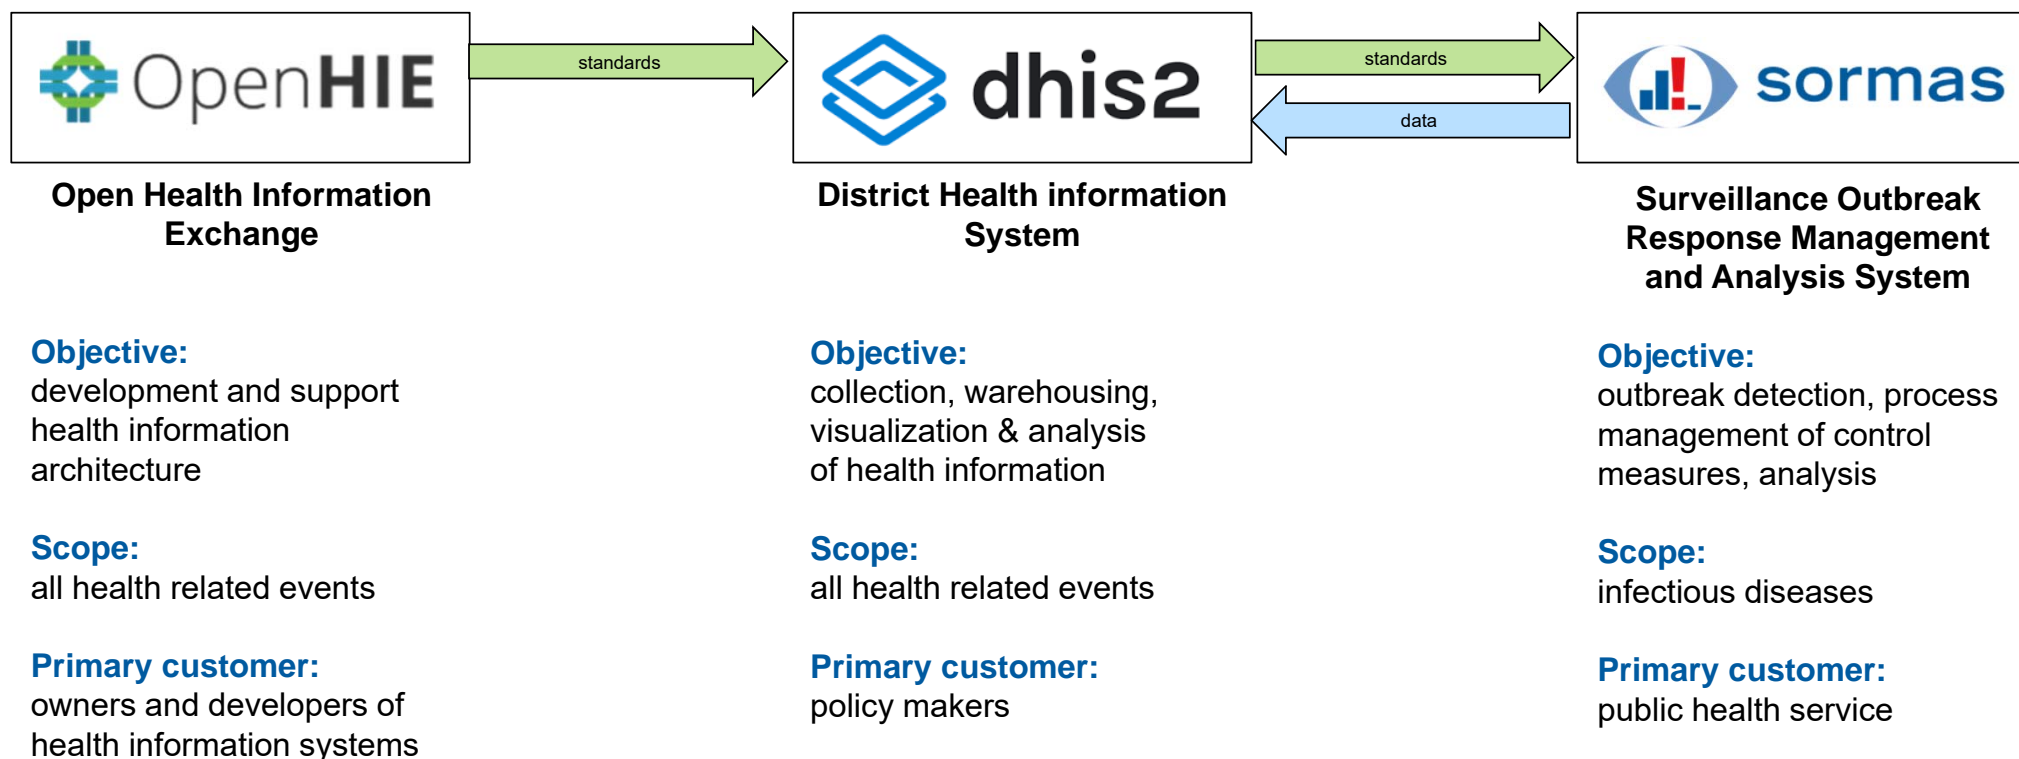 OpenHIE
standards
dhis2
standards
data
sormas
Open Health Information
Exchange
Objective:
development and support
health information
architecture
Scope:
all health related events
Primary customer:
owners and developers of
health information systems
District Health information
System
Objective:
collection, warehousing,
visualization & analysis
of health information
Scope:
all health related events
Primary customer:
policy makers
Surveillance Outbreak
Response Management
and Analysis System
Objective:
outbreak detection, process
management of control
measures, analysis
Scope:
infectious diseases
Primary customer:
public health service